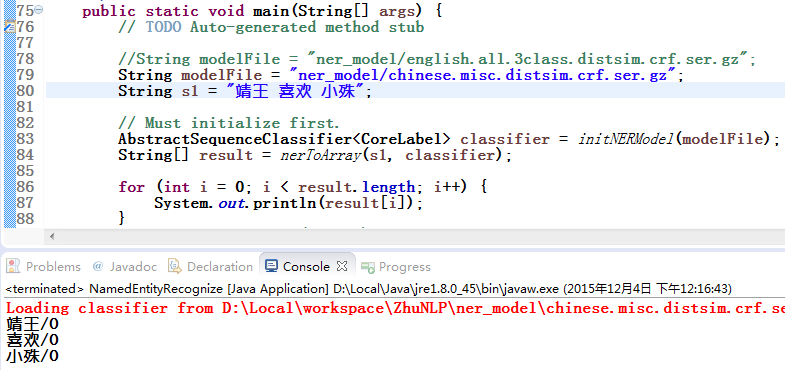 75 public static void main(String[] args) {
76 // TODO Auto-generated method stub
77
78 //String modelFile = "ner_model/english.all.3class.distsim.crf.ser.gz";
79 String modelFile = "ner_model/chinese.misc.distsim.crf.ser.gz";
80 String s1 = "靖王 喜欢 小殊";
81
82 // Must initialize first.
83 AbstractSequenceClassifier<CoreLabel> classifier = initNERModel(modelFile);
84 String[] result = nerToArray(s1, classifier);
85
86 for (int i = 0; i < result.length; i++) {
87 System.out.println(result[i]);
88 }
Problems @ Javadoc Declaration Console Progress
<terminated> NamedEntityRecognize [Java Application] D:\Local\Java\jre1.8.0_45\bin\javaw.exe (2015年12月4日 下午12:16:43)
Loading classifier from D:\Local\workspace\ZhuNLP\ner_model\chinese.misc.distsim.crf.se
靖王/O
喜欢/O
小殊/O